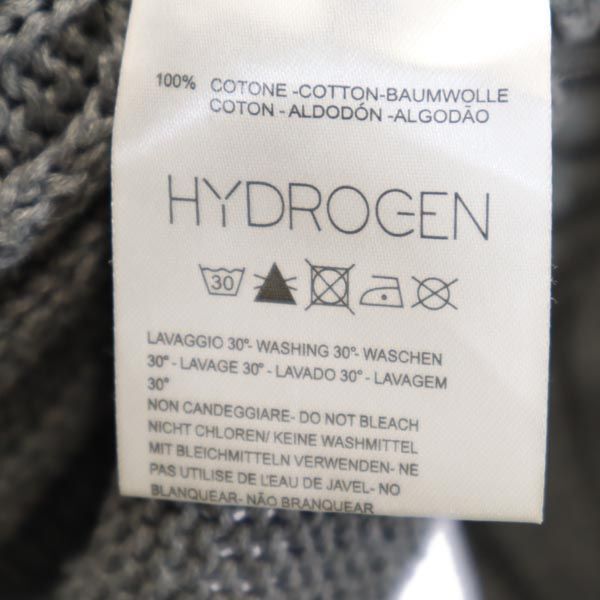 100% COTONE -COTTON-BAUMWOLLE
COTON - ALDODÓN -ALGODÃO
HYDROGEN
30
LAVAGGIO 30°- WASHING 30°- WASCHEN
30° - LAVAGE 30° - LAVADO 30° - LAVAGEM
30°
NON CANDEGGIARE- DO NOT BLEACH
NICHT CHLOREN/ KEINE WASHMITTEL
MIT BLEICHMITTELN VERWENDEN- NE
PAS UTILISE DE L'EAU DE JAVEL- NO
BLANQUEAR- NÃO BRANQUEAR